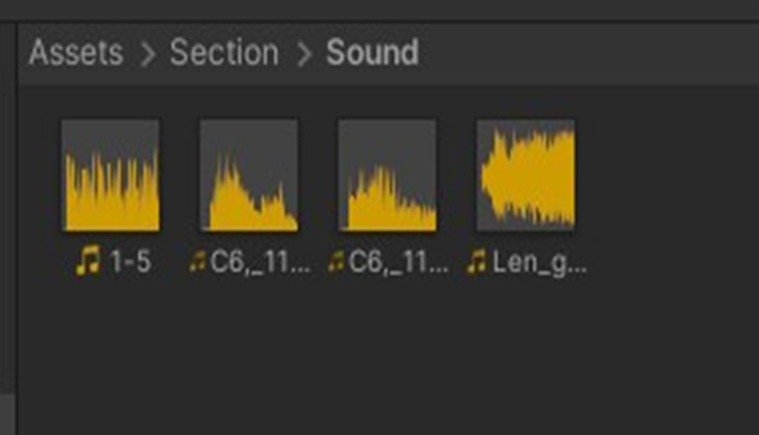 Assets > Section > Sound
1-5 C6,_11... C6,_11... Len_g...